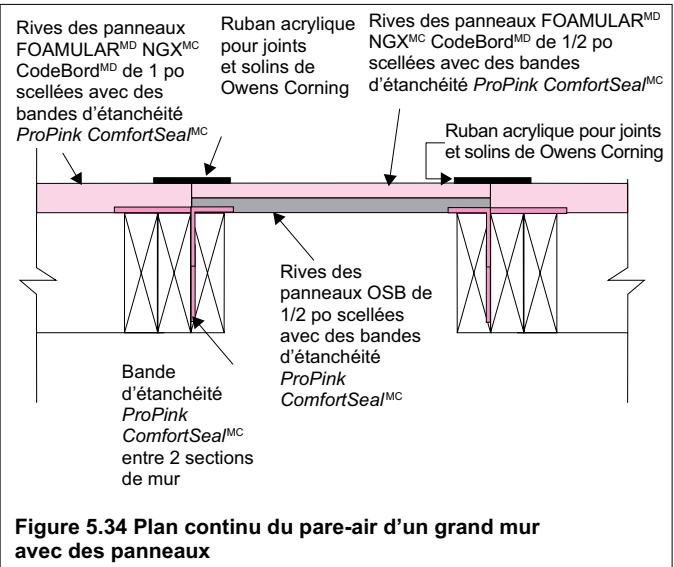 Rives des panneaux
FOAMULARᴹᴰ NGXᴹᶜ
CodeBordᴹᴰ de 1 po
scellées avec des
bandes d'étanchéité
ProPink ComfortSealᴹᶜ
Ruban acrylique
pour joints
et solins de
Owens Corning
Rives des panneaux FOAMULARᴹᴰ
NGXᴹᶜ CodeBordᴹᴰ de 1/2 po
scellées avec des bandes
d'étanchéité ProPink ComfortSealᴹᶜ
Ruban acrylique pour joints
et solins de Owens Corning
Rives des
panneaux OSB de
1/2 po scellées
avec des bandes
d'étanchéité
ProPink
ComfortSealᴹᶜ
Bande
d'étanchéité
ProPink
ComfortSealᴹᶜ
entre 2 sections
de mur
Figure 5.34 Plan continu du pare-air d'un grand mur
avec des panneaux